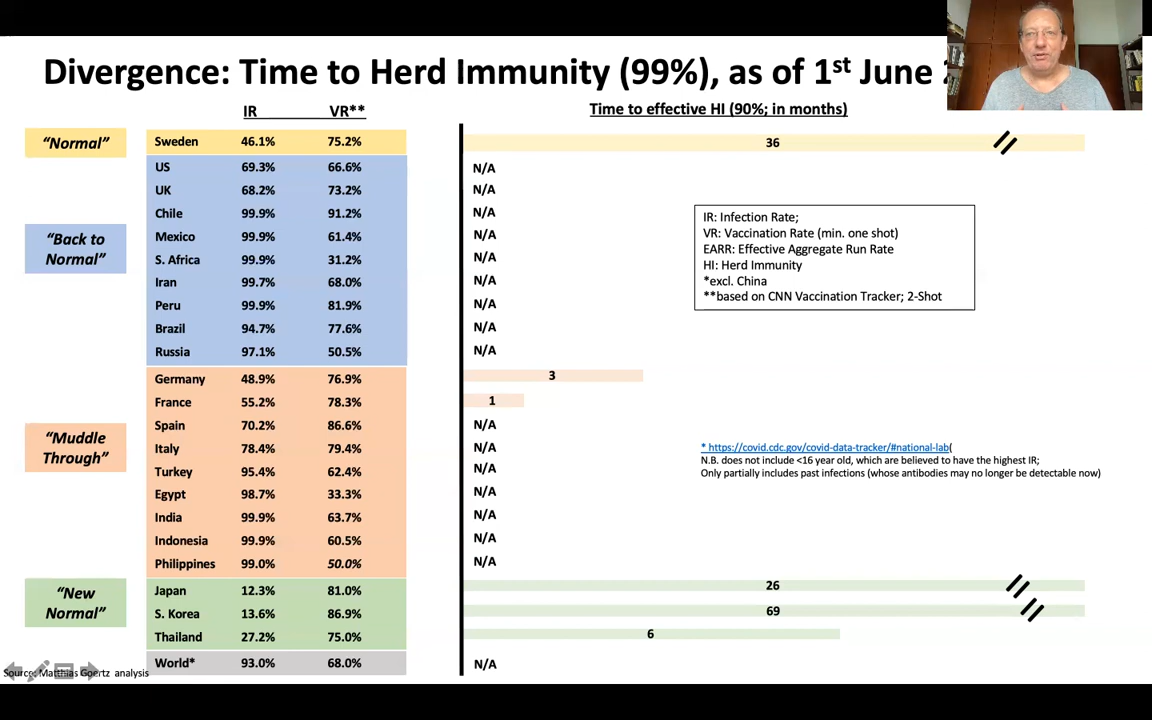 Divergence: Time to Herd Immunity (99%), as of 1st June
IR VR** Time to effective HI (90%; in months)
"Normal" Sweden 46.1% 75.2% 36
US 69.3% 66.6% N/A
UK 68.2% 73.2% N/A
Chile 99.9% 91.2% N/A
"Back to Normal" Mexico 99.9% 61.4% N/A
S. Africa 99.9% 31.2% N/A
Iran 99.7% 68.0% N/A
Peru 99.9% 81.9% N/A
Brazil 94.7% 77.6% N/A
Russia 97.1% 50.5% N/A
Germany 48.9% 76.9% 3
France 55.2% 78.3% 1
Spain 70.2% 86.6% N/A
"Muddle Through" Italy 78.4% 79.4% N/A
Turkey 95.4% 62.4% N/A
Egypt 98.7% 33.3% N/A
India 99.9% 63.7% N/A
Indonesia 99.9% 60.5% N/A
Philippines 99.0% 50.0% N/A
Japan 12.3% 81.0% 26
"New Normal" S. Korea 13.6% 86.9% 69
Thailand 27.2% 75.0% 6
World* 93.0% 68.0% N/A
IR: Infection Rate;
VR: Vaccination Rate (min. one shot)
EARR: Effective Aggregate Run Rate
HI: Herd Immunity
*excl. China
**based on CNN Vaccination Tracker; 2-Shot
* https://covid.cdc.gov/covid-data-tracker/#national-lab(
N.B. does not include <16 year old, which are believed to have the highest IR;
Only partially includes past infections (whose antibodies may no longer be detectable now)
Source: Matthias Goertz analysis